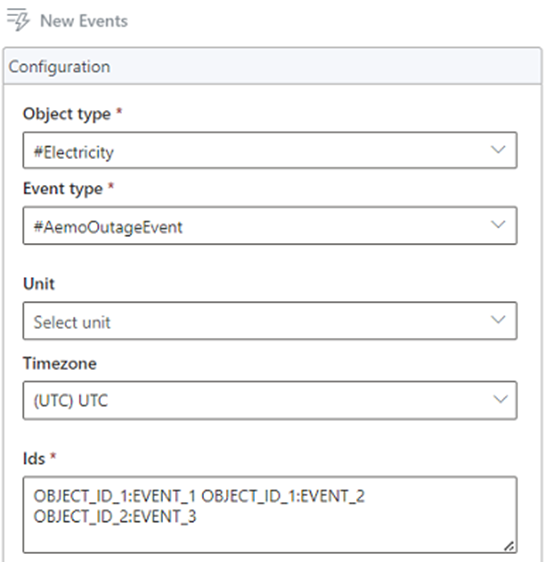 New Events
Configuration
Object type *
#Electricity
Event type *
#AemoOutageEvent
Unit
Select unit
Timezone
(UTC) UTC
Ids *
OBJECT_ID_1:EVENT_1 OBJECT_ID_1:EVENT_2
OBJECT_ID_2:EVENT_3